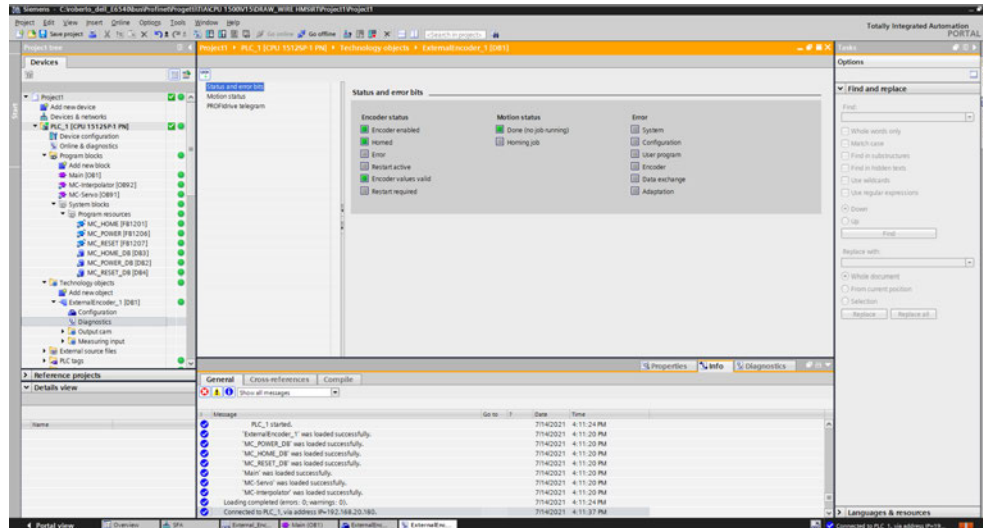 Siemens - C:\roberto_dell_E6540\bus\Profinet\Progetti\TIA\CPU 1500\V15\DRAW_WIRE HMS\RT\Project1\Project1
Project Edit View Insert Online Options Tools Window Help
Totally Integrated Automation
PORTAL
Save project
Go online
Go offline
<Search in project>
Project tree
Project1 › PLC_1 [CPU 1512SP-1 PN] › Technology objects › ExternalEncoder_1 [DB1]
Tasks
Devices
Options
Start
Project1
Add new device
Devices & networks
PLC_1 [CPU 1512SP-1 PN]
Device configuration
Online & diagnostics
Program blocks
Add new block
Main [OB1]
MC-Interpolator [OB92]
MC-Servo [OB91]
System blocks
Program resources
MC_HOME [FB1201]
MC_POWER [FB1206]
MC_RESET [FB1207]
MC_HOME_DB [DB3]
MC_POWER_DB [DB2]
MC_RESET_DB [DB4]
Technology objects
Add new object
ExternalEncoder_1 [DB1]
Configuration
Diagnostics
Output cam
Measuring input
External source files
PLC tags
Reference projects
Details view
Name
Status and error bits
Motion status
PROFIdrive telegram
Status and error bits
Encoder status
Encoder enabled
Homed
Error
Restart active
Encoder values valid
Restart required
Motion status
Done (no job running)
Homing job
Error
System
Configuration
User program
Encoder
Data exchange
Adaptation
Find and replace
Find:
Whole words only
Match case
Find in substructures
Find in hidden texts
Use wildcards
Use regular expressions
Down
Up
Find
Replace with:
Whole document
From current position
Selection
Replace Replace all
Languages & resources
Properties Info Diagnostics
General Cross-references Compile
Show all messages
! Message Go to ? Date Time
PLC_1 started. 7/14/2021 4:11:24 PM
'ExternalEncoder_1' was loaded successfully. 7/14/2021 4:11:20 PM
'MC_POWER_DB' was loaded successfully. 7/14/2021 4:11:20 PM
'MC_HOME_DB' was loaded successfully. 7/14/2021 4:11:20 PM
'MC_RESET_DB' was loaded successfully. 7/14/2021 4:11:20 PM
'Main' was loaded successfully. 7/14/2021 4:11:20 PM
'MC-Servo' was loaded successfully. 7/14/2021 4:11:20 PM
'MC-Interpolator' was loaded successfully. 7/14/2021 4:11:20 PM
Loading completed (errors: 0; warnings: 0). 7/14/2021 4:11:24 PM
Connected to PLC_1, via address IP=192.168.20.180. 7/14/2021 4:11:37 PM
Portal view Overview SFA External_Enc... Main (OB1) ExternalEnc... ExternalEnc... Connected to PLC_1, via address IP=19...